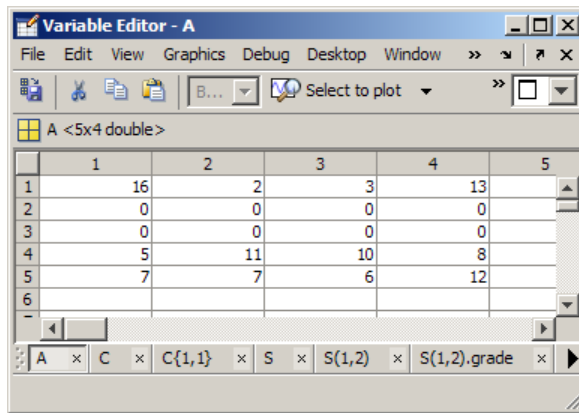 Variable Editor - A
File Edit View Graphics Debug Desktop Window
B... Select to plot
A <5x4 double>
1 2 3 4 5
1 16 2 3 13
2 0 0 0 0
3 0 0 0 0
4 5 11 10 8
5 7 7 6 12
6
A C C{1,1} S S(1,2) S(1,2).grade